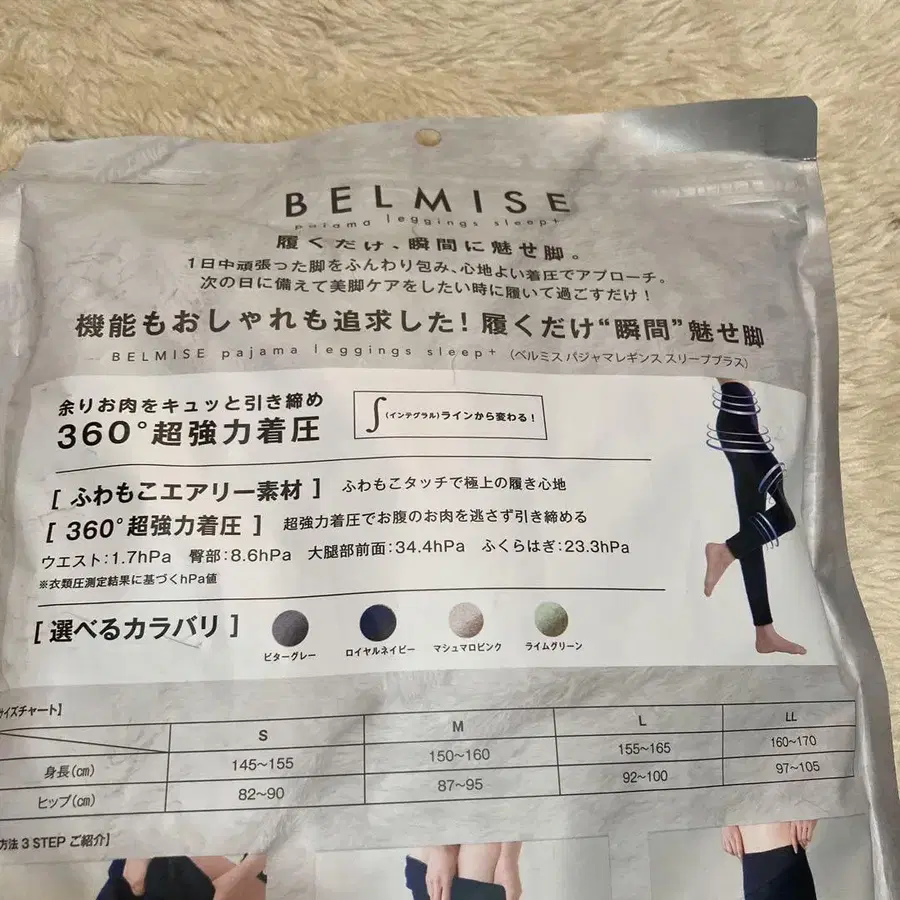 BELMISE
pajama leggings sleep+
履くだけ、瞬間に魅せ脚。
1日中頑張った脚をふんわり包み、心地よい着圧でアプローチ。
次の日に備えて美脚ケアをしたい時に履いて過ごすだけ！
機能もおしゃれも追求した！履くだけ“瞬間”魅せ脚
BELMISE pajama leggings sleep+ （ベルミス パジャマレギンス スリーププラス）
余りお肉をキュッと引き締め
360°超強力着圧
∫(インテグラル)ラインから変わる！
[ ふわもこエアリー素材 ] ふわもこタッチで極上の履き心地
[ 360°超強力着圧 ] 超強力着圧でお腹のお肉を逃さず引き締める
ウエスト:1.7hPa 臀部:8.6hPa 大腿部前面:34.4hPa ふくらはぎ:23.3hPa
※衣類圧測定結果に基づくhPa値
[ 選べるカラバリ ]
ビターグレー ロイヤルネイビー マシュマロピンク ライムグリーン
サイズチャート】
S M L LL
身長(cm) 145~155 150~160 155~165 160~170
ヒップ(cm) 82~90 87~95 92~100 97~105
方法 3 STEP ご紹介】